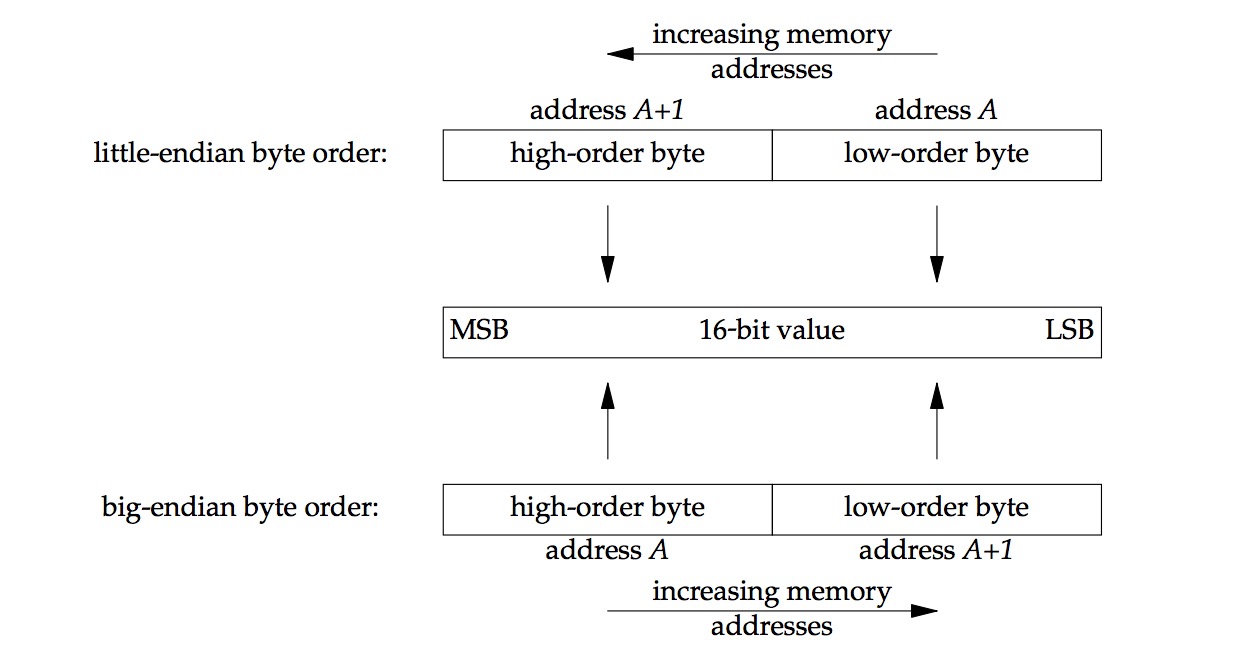 increasing memory
addresses
address A+1 address A
little-endian byte order: high-order byte low-order byte
MSB 16-bit value LSB
big-endian byte order: high-order byte low-order byte
address A address A+1
increasing memory
addresses